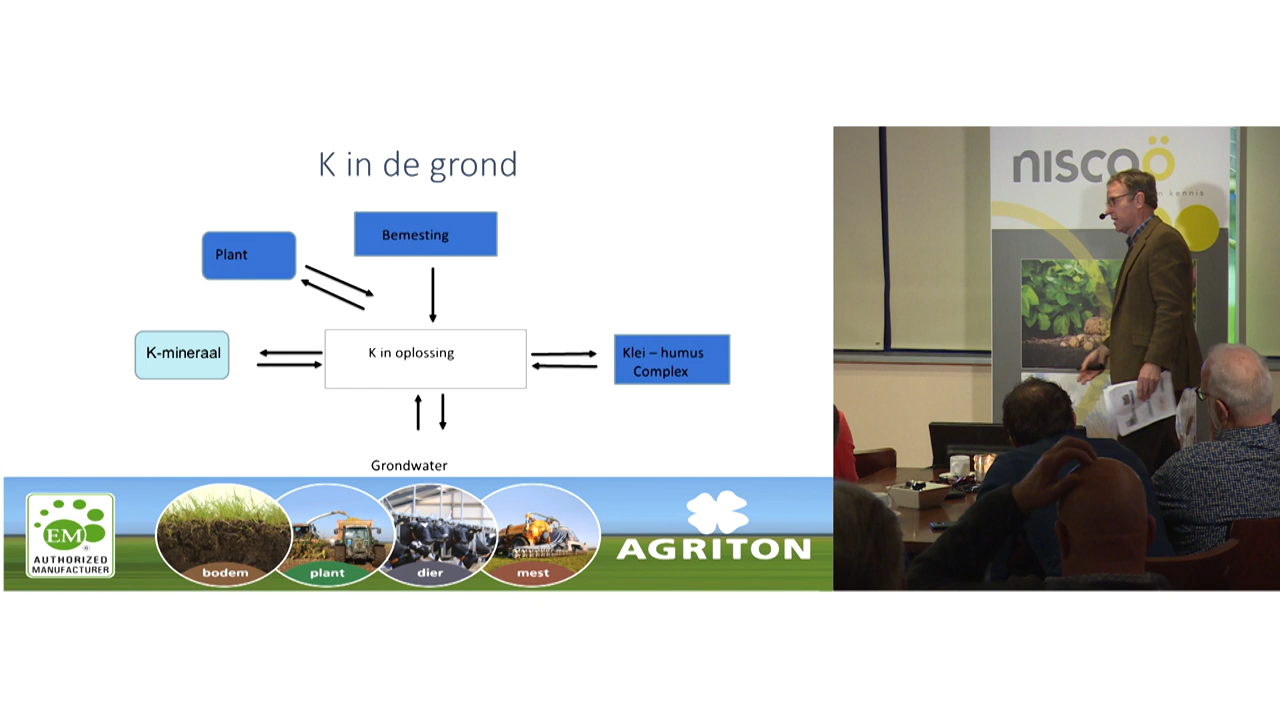 K in de grond
Bemesting
Plant
K-mineraal
K in oplossing
Klei – humus
Complex
Grondwater
EM
®
AUTHORIZED
MANUFACTURER
bodem
plant
dier
mest
AGRITON
kennis